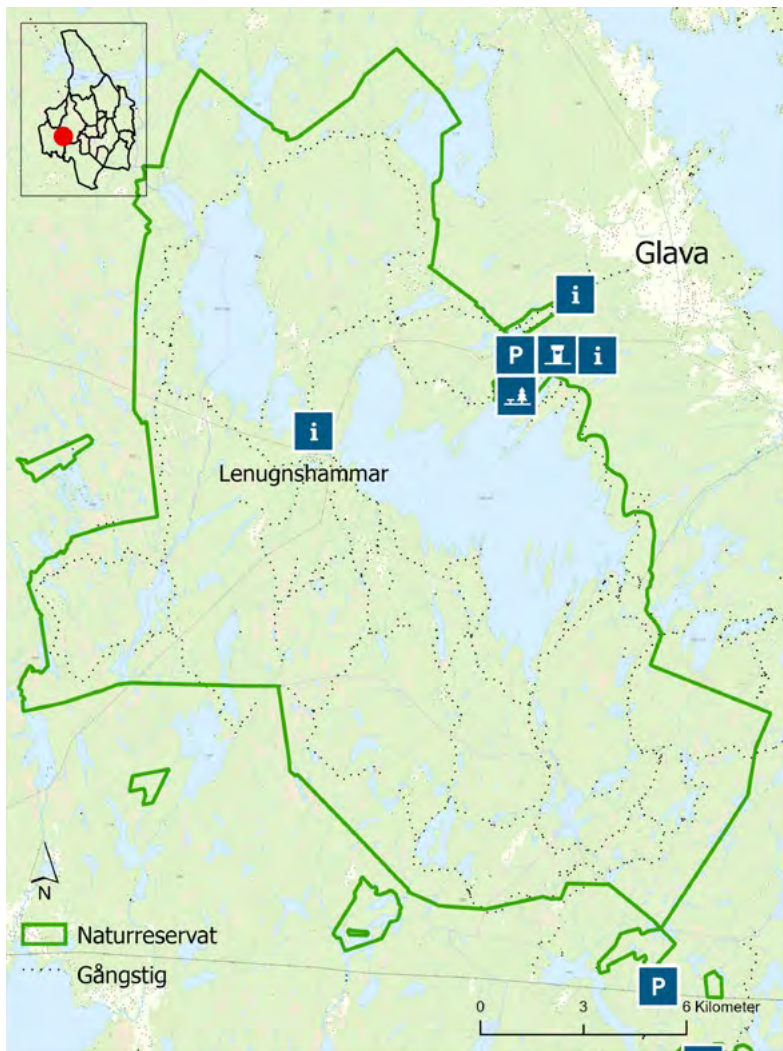 Glava
i
P
i
i
Lenugnshammar
N
Naturreservat
Gångstig
P
0 3 6 Kilometer